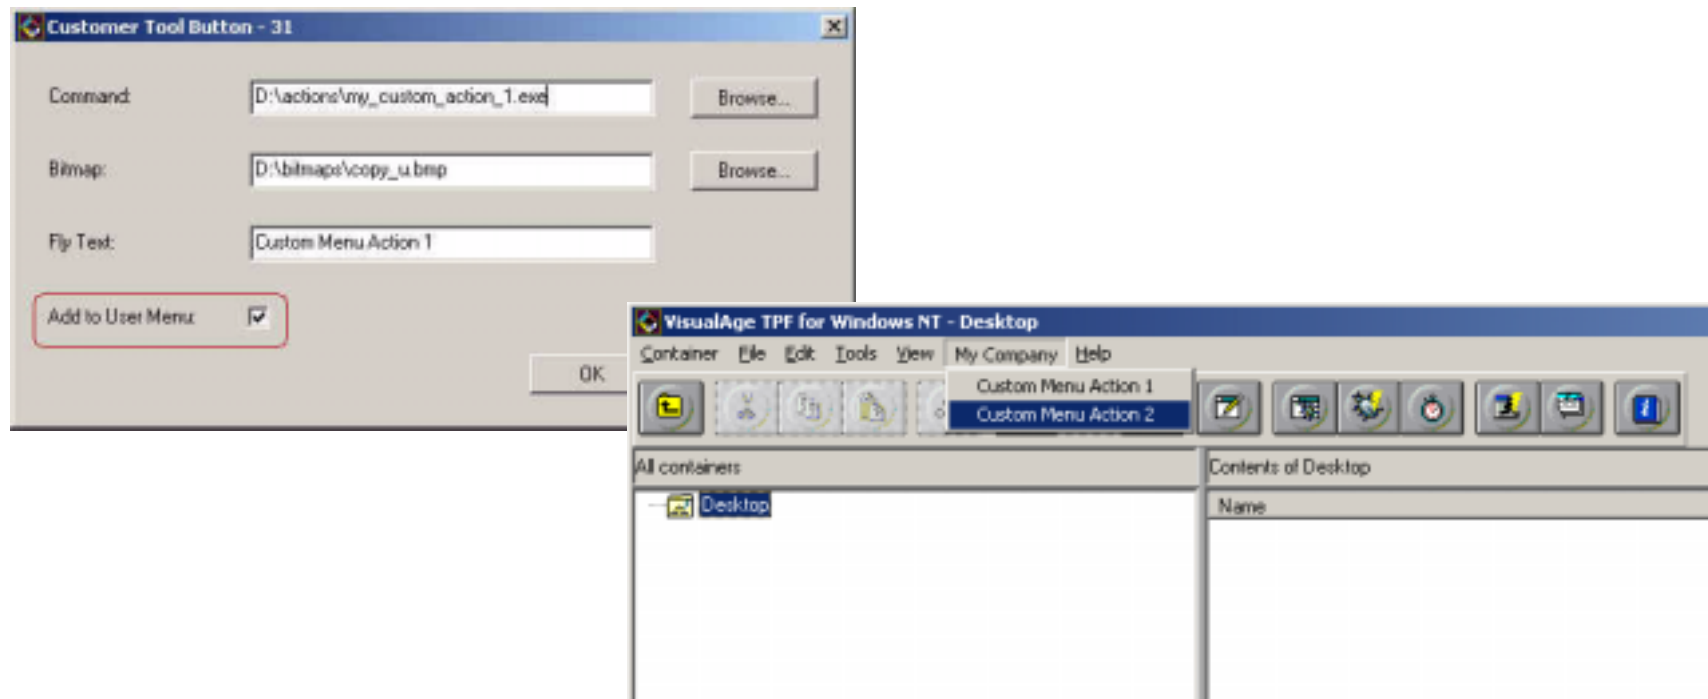 Customer Tool Button - 31
Command:
D:\actions\my_custom_action_1.exe
Browse...
Bitmap:
D:\bitmaps\copy_u.bmp
Browse...
Fly Text:
Custom Menu Action 1
Add to User Menu:
OK
VisualAge TPF for Windows NT - Desktop
Container File Edit Tools View My Company Help
Custom Menu Action 1
Custom Menu Action 2
All containers
Contents of Desktop
Desktop
Name